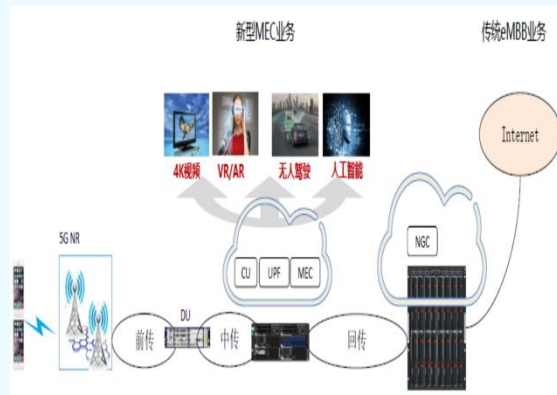 新型MEC业务
传统eMBB业务
4K视频
VR/AR
无人驾驶
人工智能
Internet
5G NR
NGC
CU
UPF
MEC
DU
前传
中传
回传